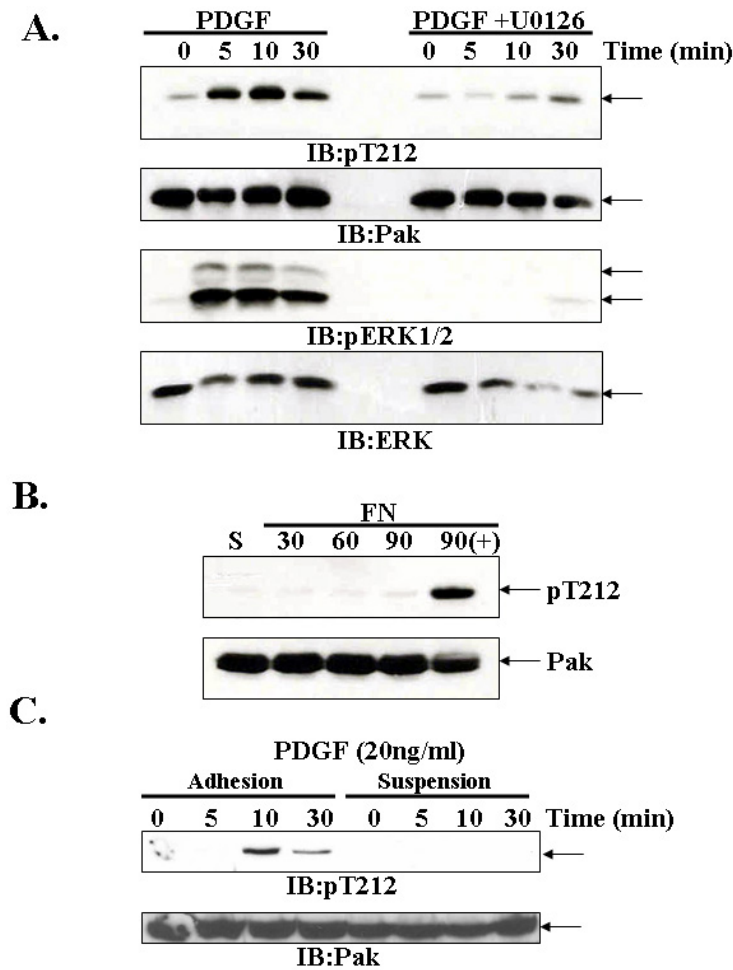 A.
PDGF PDGF +U0126
0 5 10 30 0 5 10 30 Time (min)
IB:pT212
IB:Pak
IB:pERK1/2
IB:ERK
B.
FN
S 30 60 90 90(+)
pT212
Pak
C.
PDGF (20ng/ml)
Adhesion Suspension
0 5 10 30 0 5 10 30 Time (min)
IB:pT212
IB:Pak